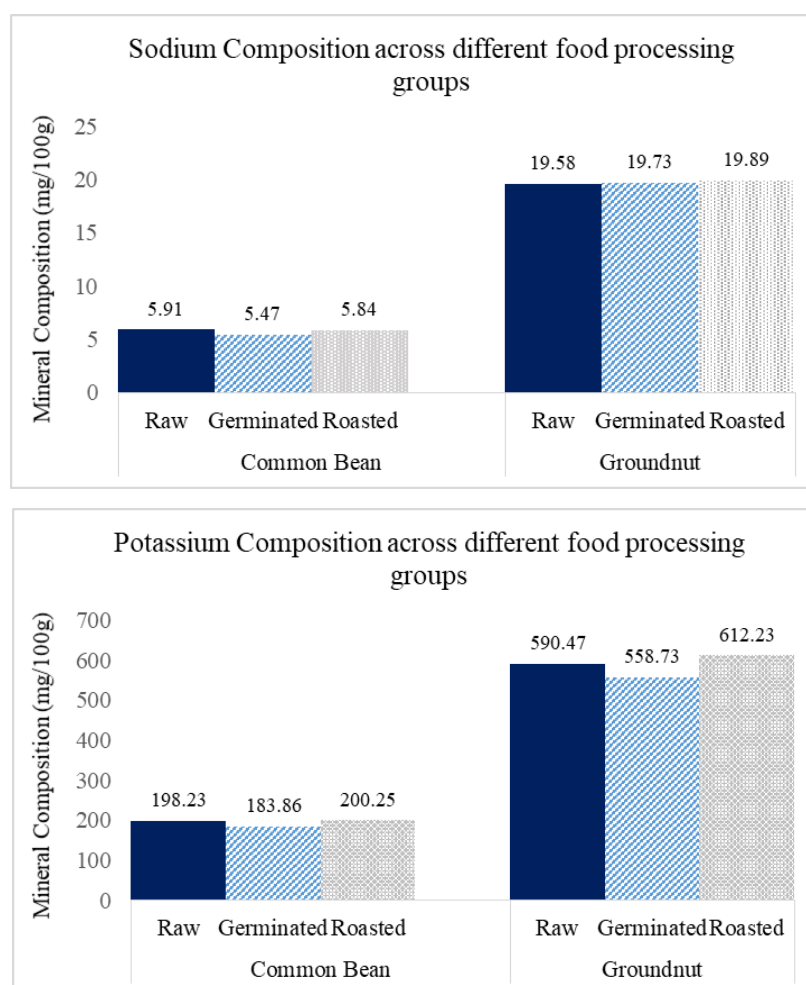 Sodium Composition across different food processing
groups
Mineral Composition (mg/100g)
25
20
15
10
5
0
5.91 5.47 5.84 19.58 19.73 19.89
Raw Germinated Roasted Raw Germinated Roasted
Common Bean Groundnut
Potassium Composition across different food processing
groups
Mineral Composition (mg/100g)
700
600
500
400
300
200
100
0
198.23 183.86 200.25 590.47 558.73 612.23
Raw Germinated Roasted Raw Germinated Roasted
Common Bean Groundnut